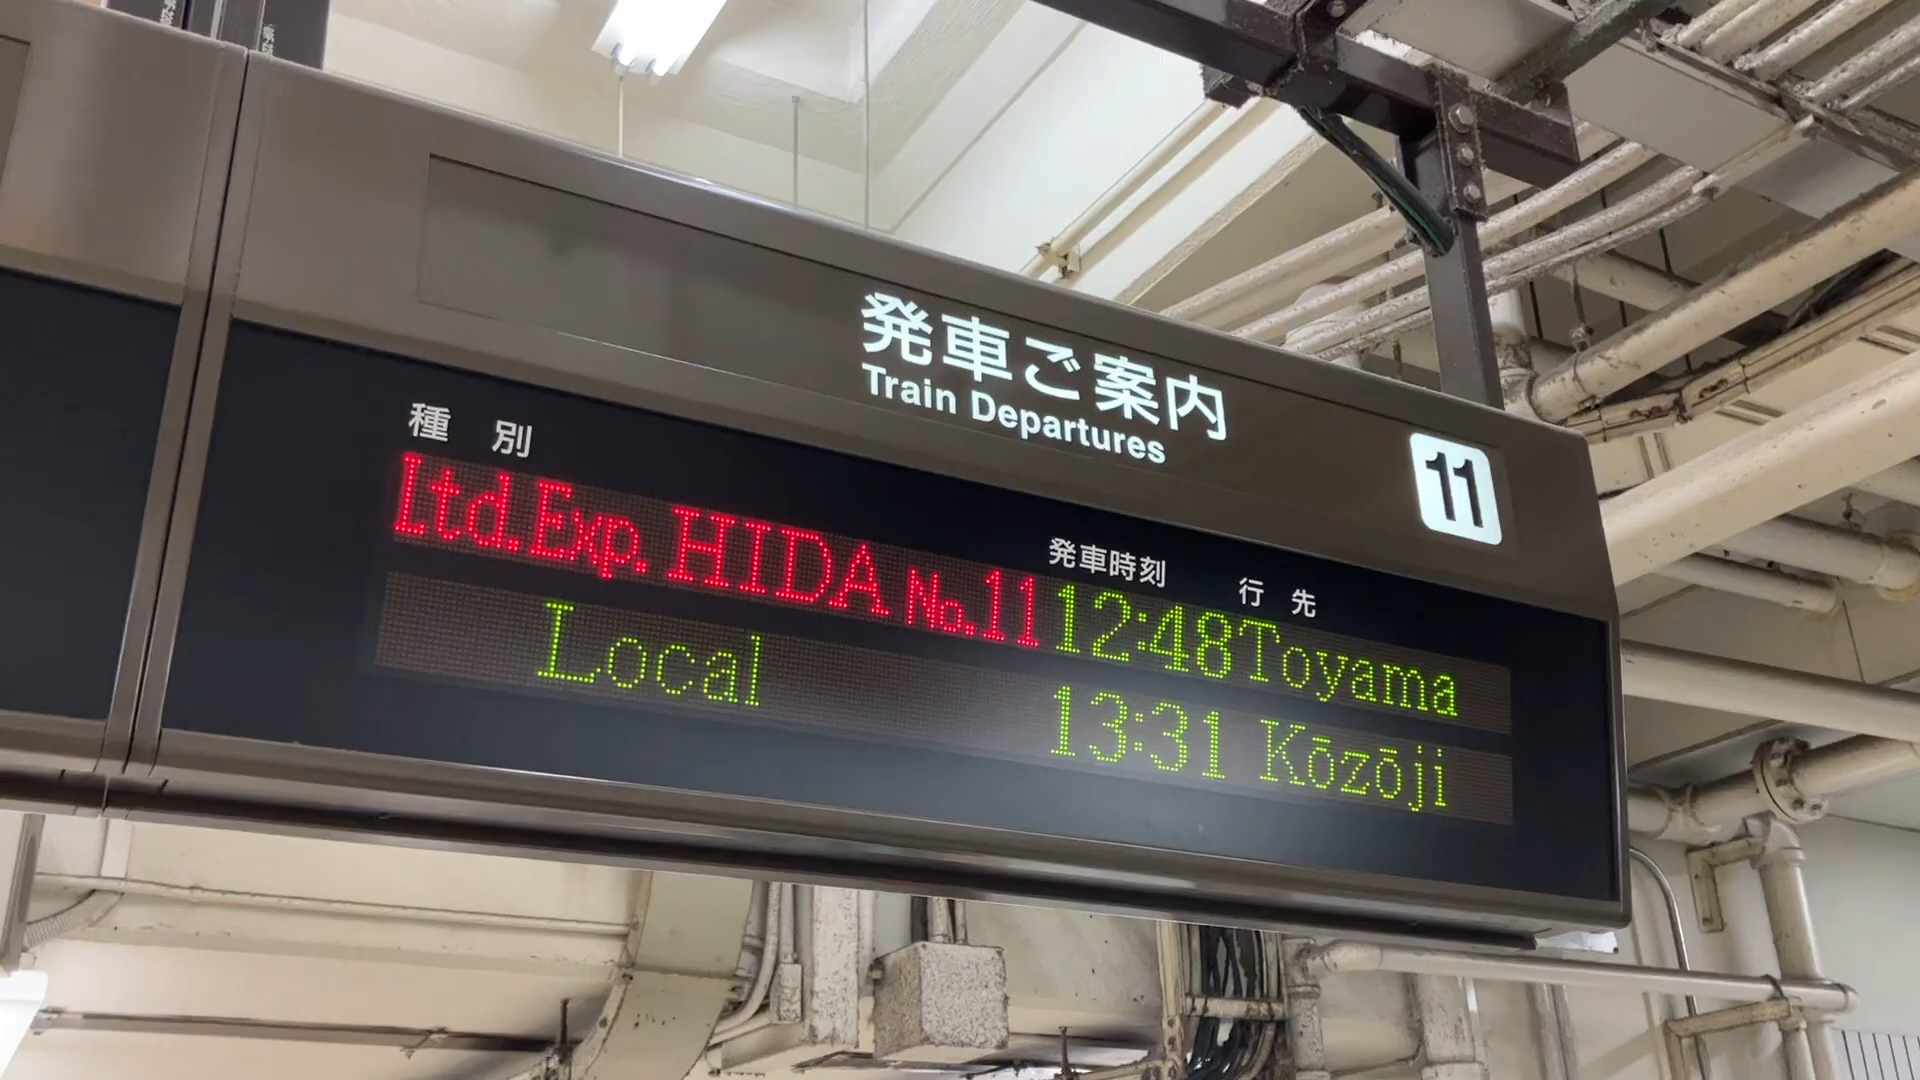 発車ご案内
Train Departures
11
種別
発車時刻
行先
Ltd.Exp. HIDA No.11 12:48 Toyama
Local 13:31 Kōzōji